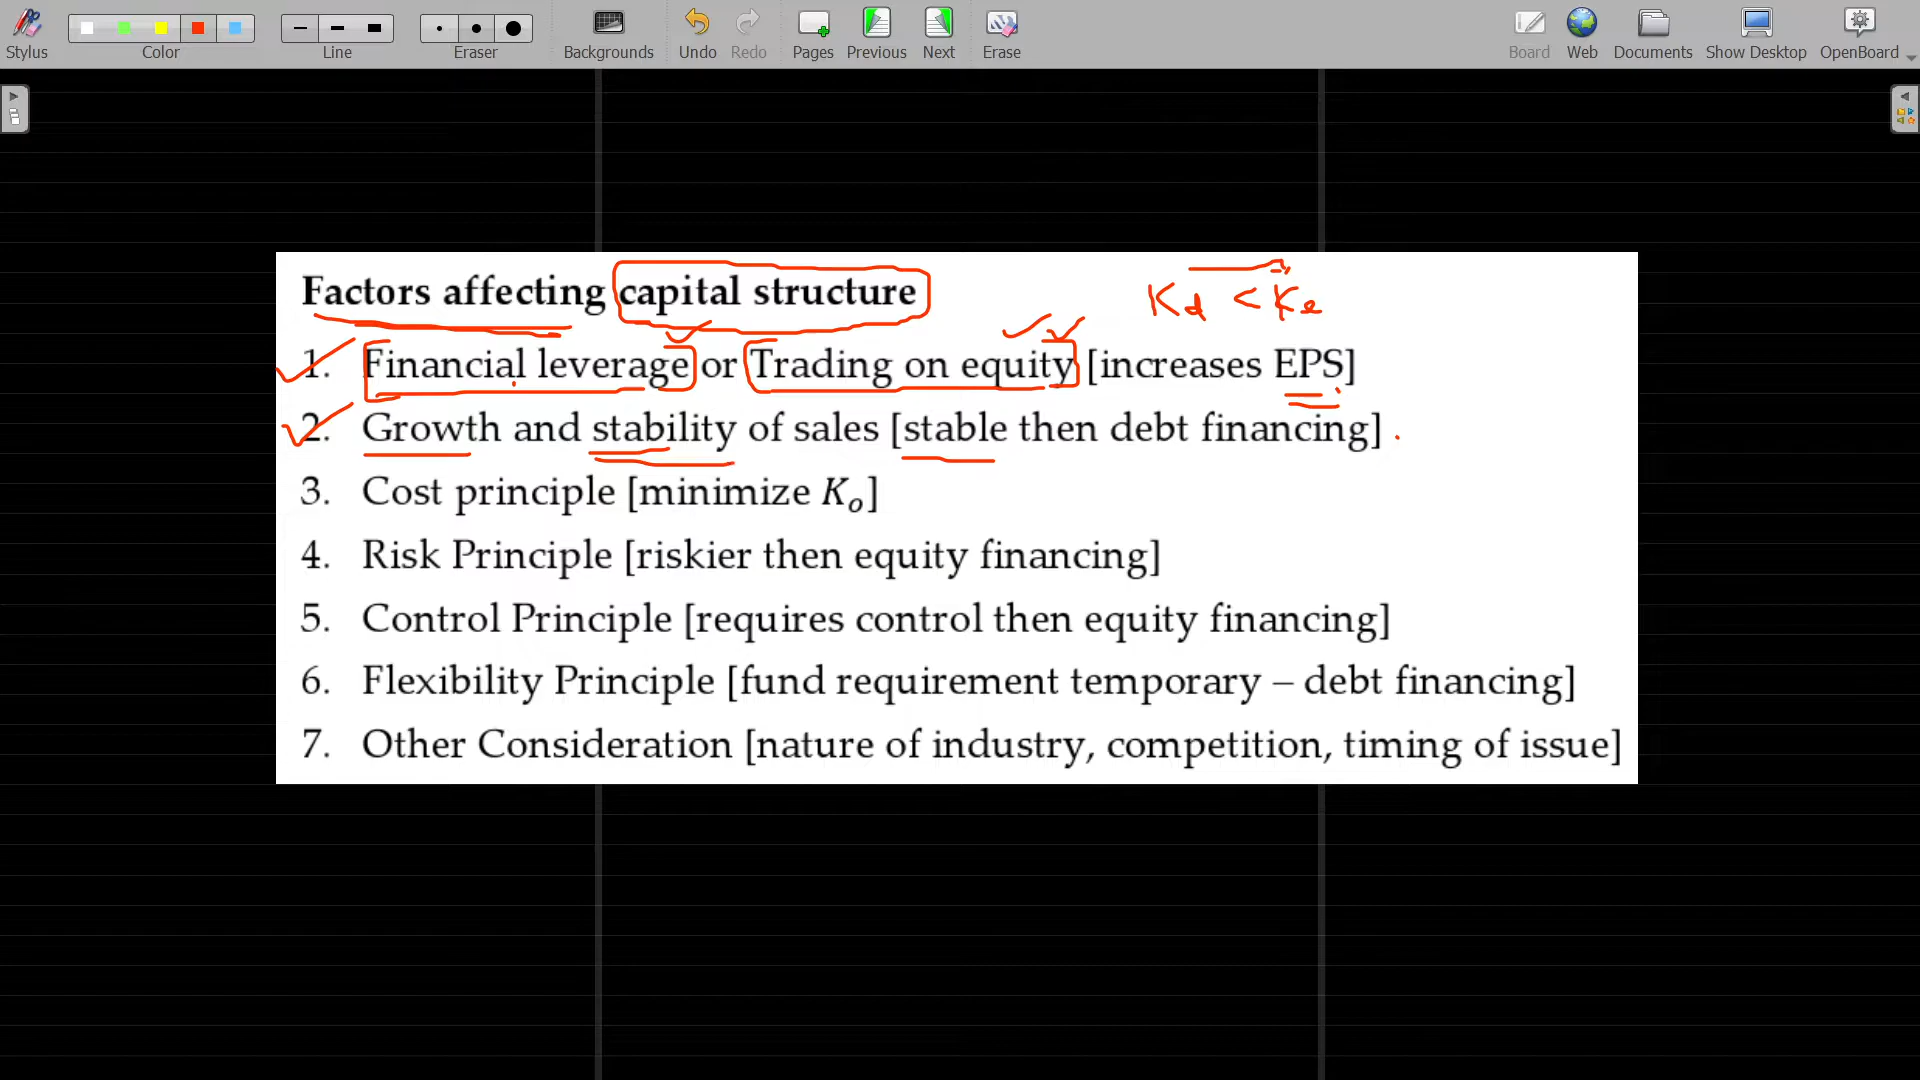 Stylus
Color
Line
Eraser
Backgrounds
Undo
Redo
Pages
Previous
Next
Erase
Board
Web
Documents
Show Desktop
OpenBoard
Factors affecting capital structure
Kd < Ke
1. Financial leverage or Trading on equity [increases EPS]
2. Growth and stability of sales [stable then debt financing]
3. Cost principle [minimize Ko]
4. Risk Principle [riskier then equity financing]
5. Control Principle [requires control then equity financing]
6. Flexibility Principle [fund requirement temporary – debt financing]
7. Other Consideration [nature of industry, competition, timing of issue]